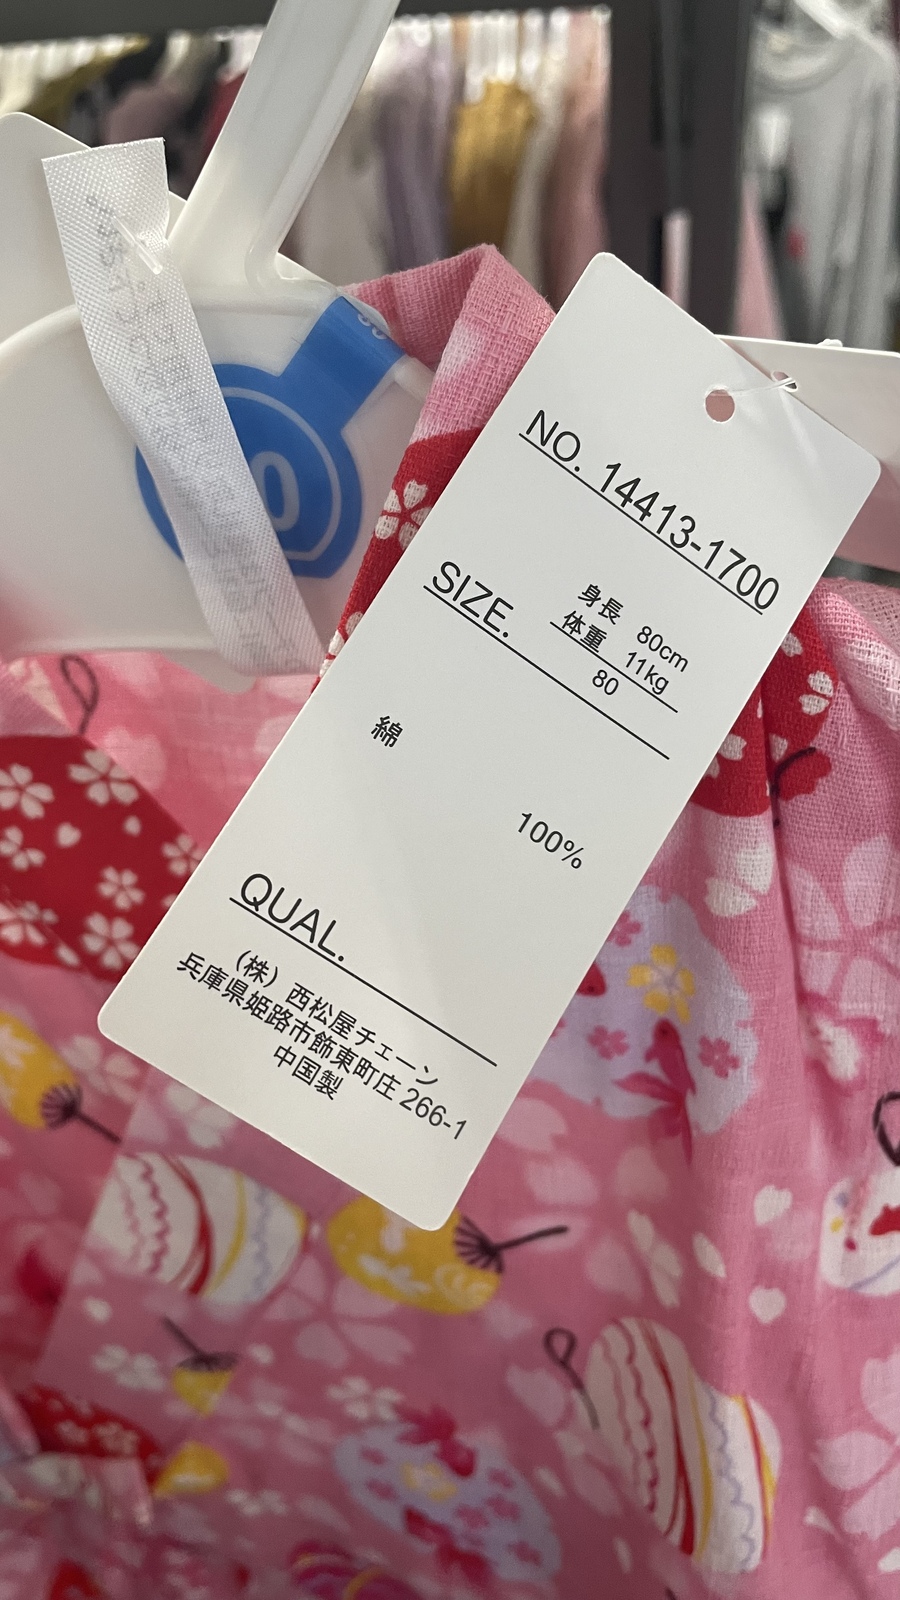 NO. 14413-1700
SIZE.
身長 80cm
体重 11kg
80
綿
100%
QUAL.
(株) 西松屋チェーン
兵庫県姫路市飾東町庄 266-1
中国製